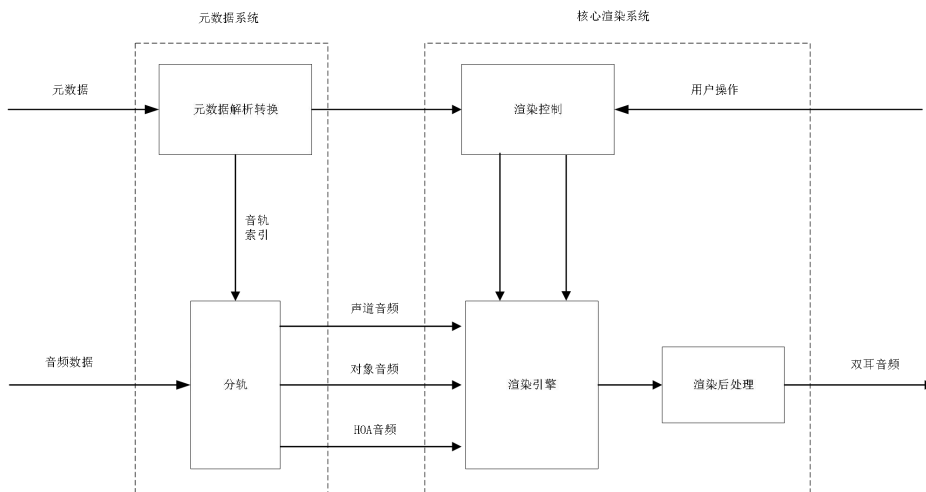 元数据系统
核心渲染系统
元数据
元数据解析转换
渲染控制
用户操作
音轨
索引
声道音频
音频数据
分轨
对象音频
渲染引擎
渲染后处理
双耳音频
HOA音频